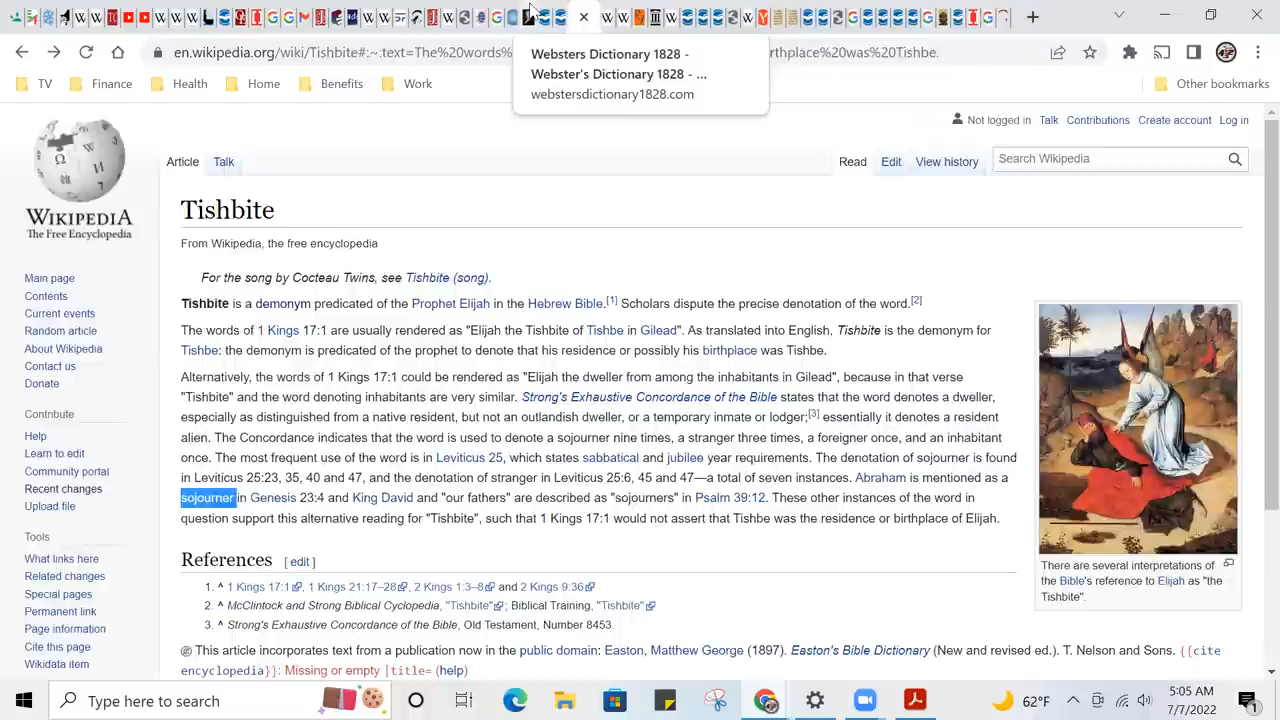 en.wikipedia.org/wiki/Tishbite#:~:text=The%20words% rthplace%20was%20Tishbe.
Websters Dictionary 1828 -
Webster's Dictionary 1828 - ...
webstersdictionary1828.com
TV Finance Health Home Benefits Work Other bookmarks
Not logged in Talk Contributions Create account Log in
Article Talk Read Edit View history Search Wikipedia
WIKIPEDIA
The Free Encyclopedia
Main page
Contents
Current events
Random article
About Wikipedia
Contact us
Donate
Contribute
Help
Learn to edit
Community portal
Recent changes
Upload file
Tools
What links here
Related changes
Special pages
Permanent link
Page information
Cite this page
Wikidata item
Tishbite
From Wikipedia, the free encyclopedia
For the song by Cocteau Twins, see Tishbite (song).
Tishbite is a demonym predicated of the Prophet Elijah in the Hebrew Bible.[1] Scholars dispute the precise denotation of the word.[2]
The words of 1 Kings 17:1 are usually rendered as "Elijah the Tishbite of Tishbe in Gilead". As translated into English, Tishbite is the demonym for
Tishbe: the demonym is predicated of the prophet to denote that his residence or possibly his birthplace was Tishbe.
Alternatively, the words of 1 Kings 17:1 could be rendered as "Elijah the dweller from among the inhabitants in Gilead", because in that verse
"Tishbite" and the word denoting inhabitants are very similar. Strong's Exhaustive Concordance of the Bible states that the word denotes a dweller,
especially as distinguished from a native resident, but not an outlandish dweller, or a temporary inmate or lodger;[3] essentially it denotes a resident
alien. The Concordance indicates that the word is used to denote a sojourner nine times, a stranger three times, a foreigner once, and an inhabitant
once. The most frequent use of the word is in Leviticus 25, which states sabbatical and jubilee year requirements. The denotation of sojourner is found
in Leviticus 25:23, 35, 40 and 47, and the denotation of stranger in Leviticus 25:6, 45 and 47—a total of seven instances. Abraham is mentioned as a
sojourner in Genesis 23:4 and King David and "our fathers" are described as "sojourners" in Psalm 39:12. These other instances of the word in
question support this alternative reading for "Tishbite", such that 1 Kings 17:1 would not assert that Tishbe was the residence or birthplace of Elijah.
There are several interpretations of
the Bible's reference to Elijah as "the
Tishbite".
References [ edit ]
1. ^ 1 Kings 17:1, 1 Kings 21:17–28, 2 Kings 1:3–8 and 2 Kings 9:36
2. ^ McClintock and Strong Biblical Cyclopedia, "Tishbite"; Biblical Training, "Tishbite"
3. ^ Strong's Exhaustive Concordance of the Bible, Old Testament, Number 8453.
This article incorporates text from a publication now in the public domain: Easton, Matthew George (1897). Easton's Bible Dictionary (New and revised ed.). T. Nelson and Sons. {{cite
encyclopedia}}: Missing or empty |title= (help)
Type here to search
62°F
5:05 AM
7/7/2022
1